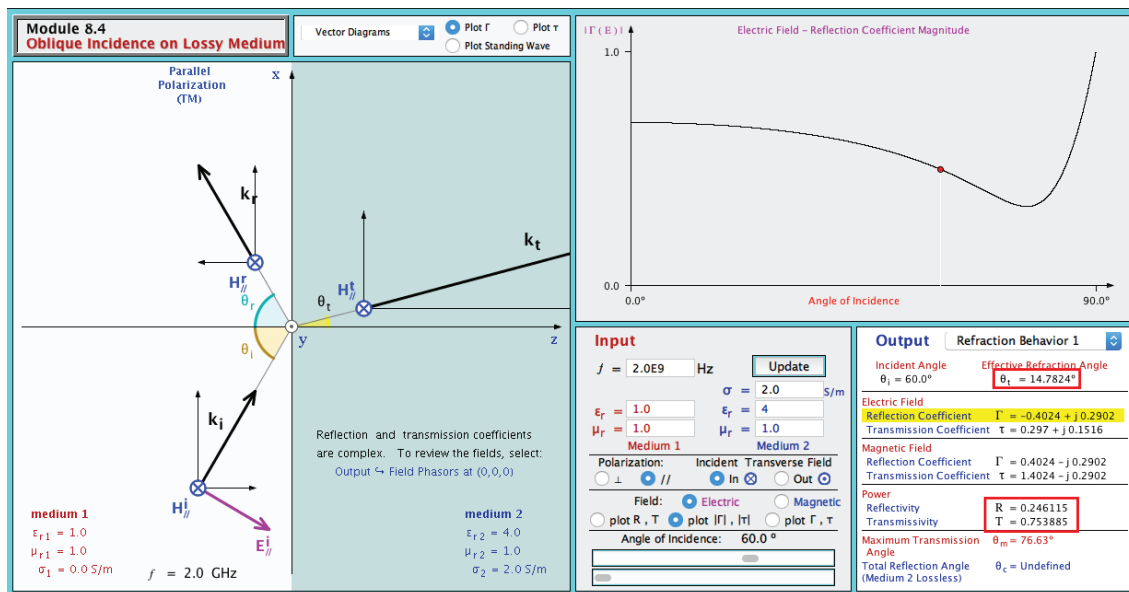 Module 8.4
Oblique Incidence on Lossy Medium
Vector Diagrams
Plot Γ
Plot τ
Plot Standing Wave
Parallel
Polarization
(TM)
x
k_r
H^r_//
θ_r
θ_i
k_t
θ_t
H^t_//
y
z
k_i
H^i_//
E^i_//
Reflection and transmission coefficients
are complex. To review the fields, select:
Output ↪ Field Phasors at (0,0,0)
medium 1
ε_r1 = 1.0
μ_r1 = 1.0
σ_1 = 0.0 S/m
f = 2.0 GHz
medium 2
ε_r2 = 4.0
μ_r2 = 1.0
σ_2 = 2.0 S/m
|Γ(E)|
Electric Field - Reflection Coefficient Magnitude
1.0
0.0
0.0°
Angle of Incidence
90.0°
Input
f = 2.0E9 Hz
Update
σ = 2.0 S/m
ε_r = 1.0
ε_r = 4
μ_r = 1.0
μ_r = 1.0
Medium 1
Medium 2
Polarization:
Incident Transverse Field
⊥
//
In ⊗
Out ⊙
Field:
Electric
Magnetic
plot R , T
plot |Γ|, |τ|
plot Γ , τ
Angle of Incidence: 60.0 °
Output
Refraction Behavior 1
Incident Angle
Effective Refraction Angle
θ_i = 60.0°
θ_t = 14.7824°
Electric Field
Reflection Coefficient Γ = -0.4024 + j 0.2902
Transmission Coefficient τ = 0.297 + j 0.1516
Magnetic Field
Reflection Coefficient Γ = 0.4024 - j 0.2902
Transmission Coefficient τ = 1.4024 - j 0.2902
Power
Reflectivity R = 0.246115
Transmissivity T = 0.753885
Maximum Transmission θ_m = 76.63°
Angle
Total Reflection Angle θ_c = Undefined
(Medium 2 Lossless)